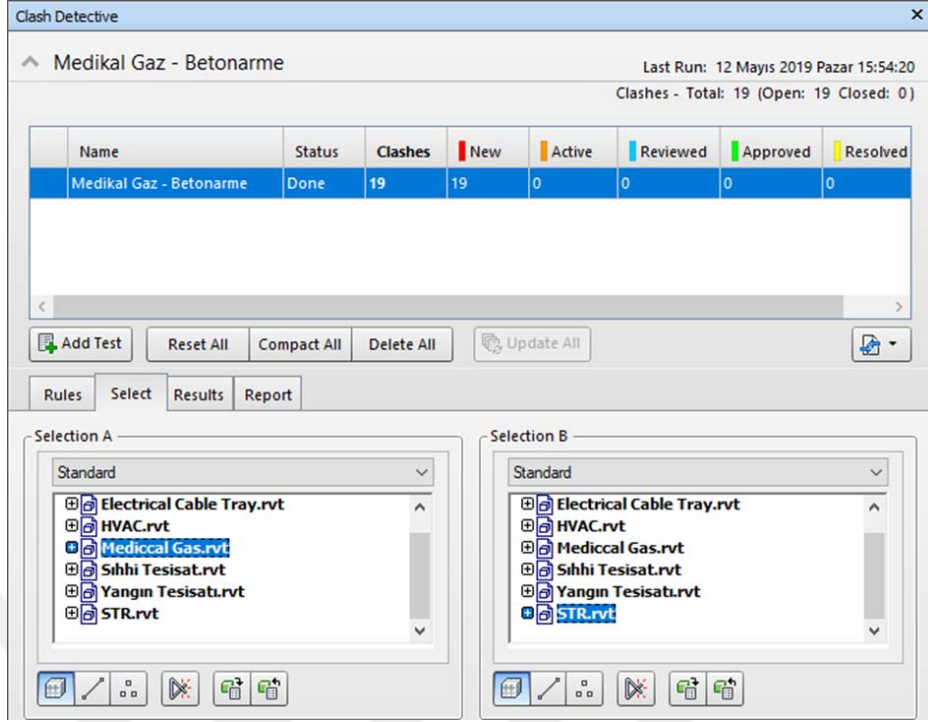 Clash Detective
Medikal Gaz - Betonarme
Last Run: 12 Mayıs 2019 Pazar 15:54:20
Clashes - Total: 19 (Open: 19 Closed: 0)
Name Status Clashes New Active Reviewed Approved Resolved
Medikal Gaz - Betonarme Done 19 19 0 0 0 0
Add Test Reset All Compact All Delete All Update All
Rules Select Results Report
Selection A
Standard
Electrical Cable Tray.rvt
HVAC.rvt
Mediccal Gas.rvt
Sıhhi Tesisat.rvt
Yangın Tesisatı.rvt
STR.rvt
Selection B
Standard
Electrical Cable Tray.rvt
HVAC.rvt
Mediccal Gas.rvt
Sıhhi Tesisat.rvt
Yangın Tesisatı.rvt
STR.rvt